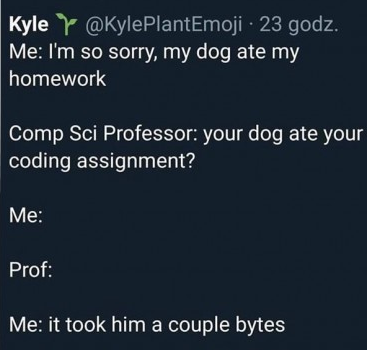 Kyle 🌱 @KylePlantEmoji · 23 godz.
Me: I'm so sorry, my dog ate my
homework
Comp Sci Professor: your dog ate your
coding assignment?
Me:
Prof:
Me: it took him a couple bytes